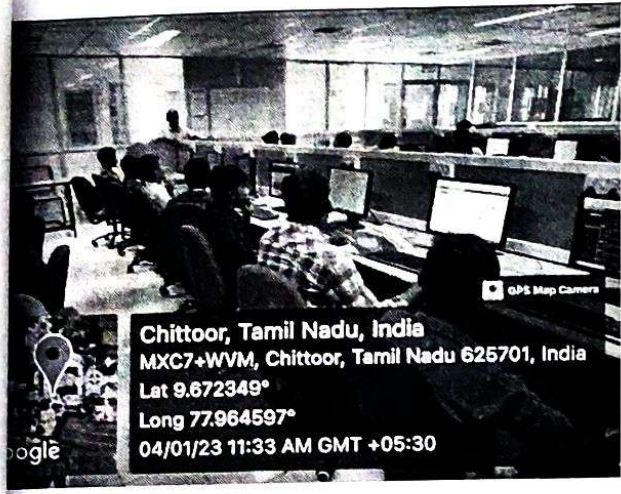 GPS Map Camera
Chittoor, Tamil Nadu, India
MXC7+WVM, Chittoor, Tamil Nadu 625701, India
Lat 9.672349°
Long 77.964597°
04/01/23 11:33 AM GMT +05:30
oogle